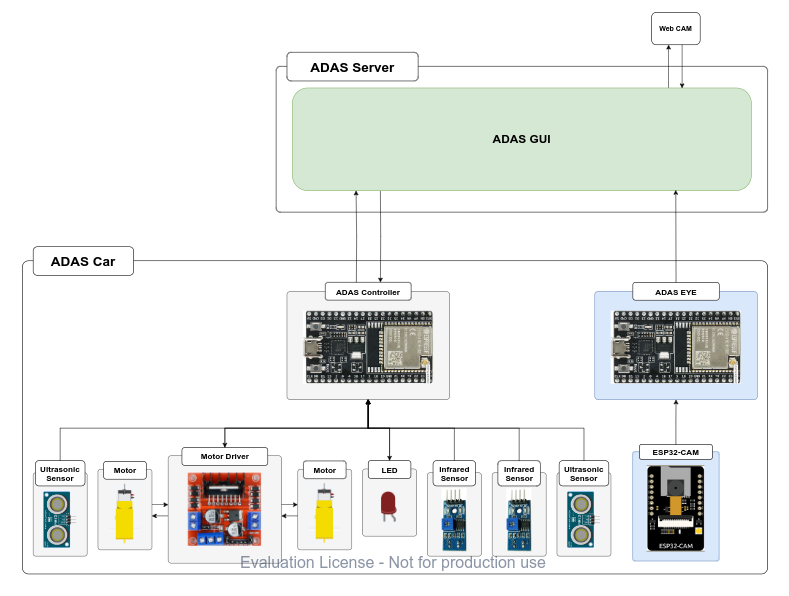 Web CAM
ADAS Server
ADAS GUI
ADAS Car
ADAS Controller
ADAS EYE
Ultrasonic
Sensor
Motor
Motor Driver
Motor
LED
Infrared
Sensor
Infrared
Sensor
Ultrasonic
Sensor
ESP32-CAM
ESP32-CAM
Evaluation License - Not for production use